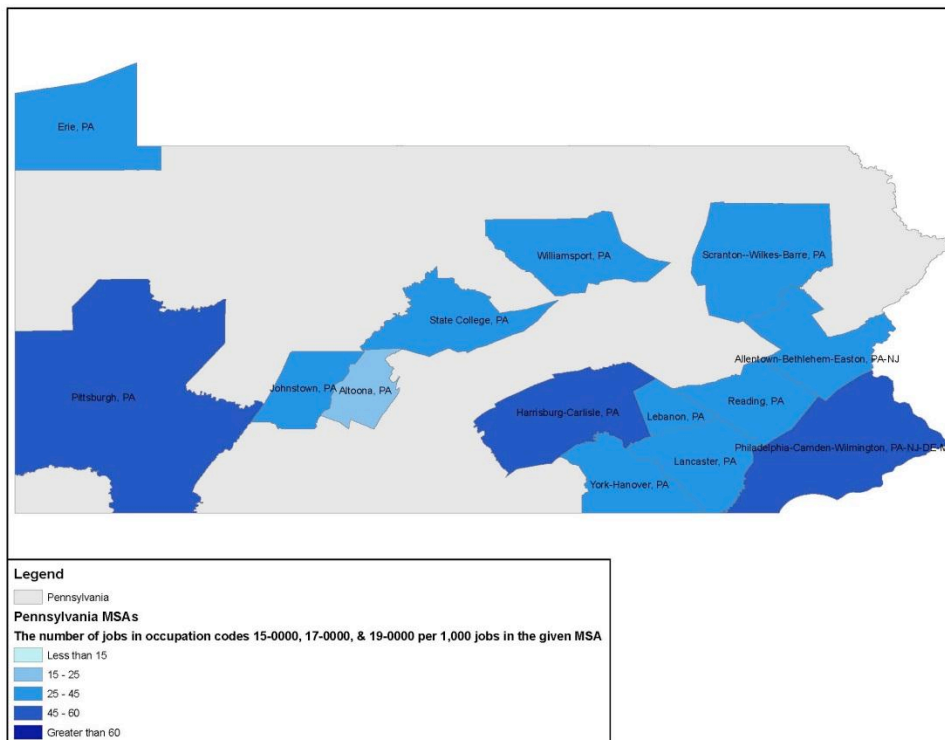 Erie, PA
Williamsport, PA
Scranton--Wilkes-Barre, PA
State College, PA
Allentown-Bethlehem-Easton, PA-NJ
Johnstown, PA
Altoona, PA
Pittsburgh, PA
Harrisburg-Carlisle, PA
Reading, PA
Lebanon, PA
Philadelphia-Camden-Wilmington, PA-NJ-DE-M
Lancaster, PA
York-Hanover, PA
Legend
Pennsylvania
Pennsylvania MSAs
The number of jobs in occupation codes 15-0000, 17-0000, & 19-0000 per 1,000 jobs in the given MSA
Less than 15
15 - 25
25 - 45
45 - 60
Greater than 60